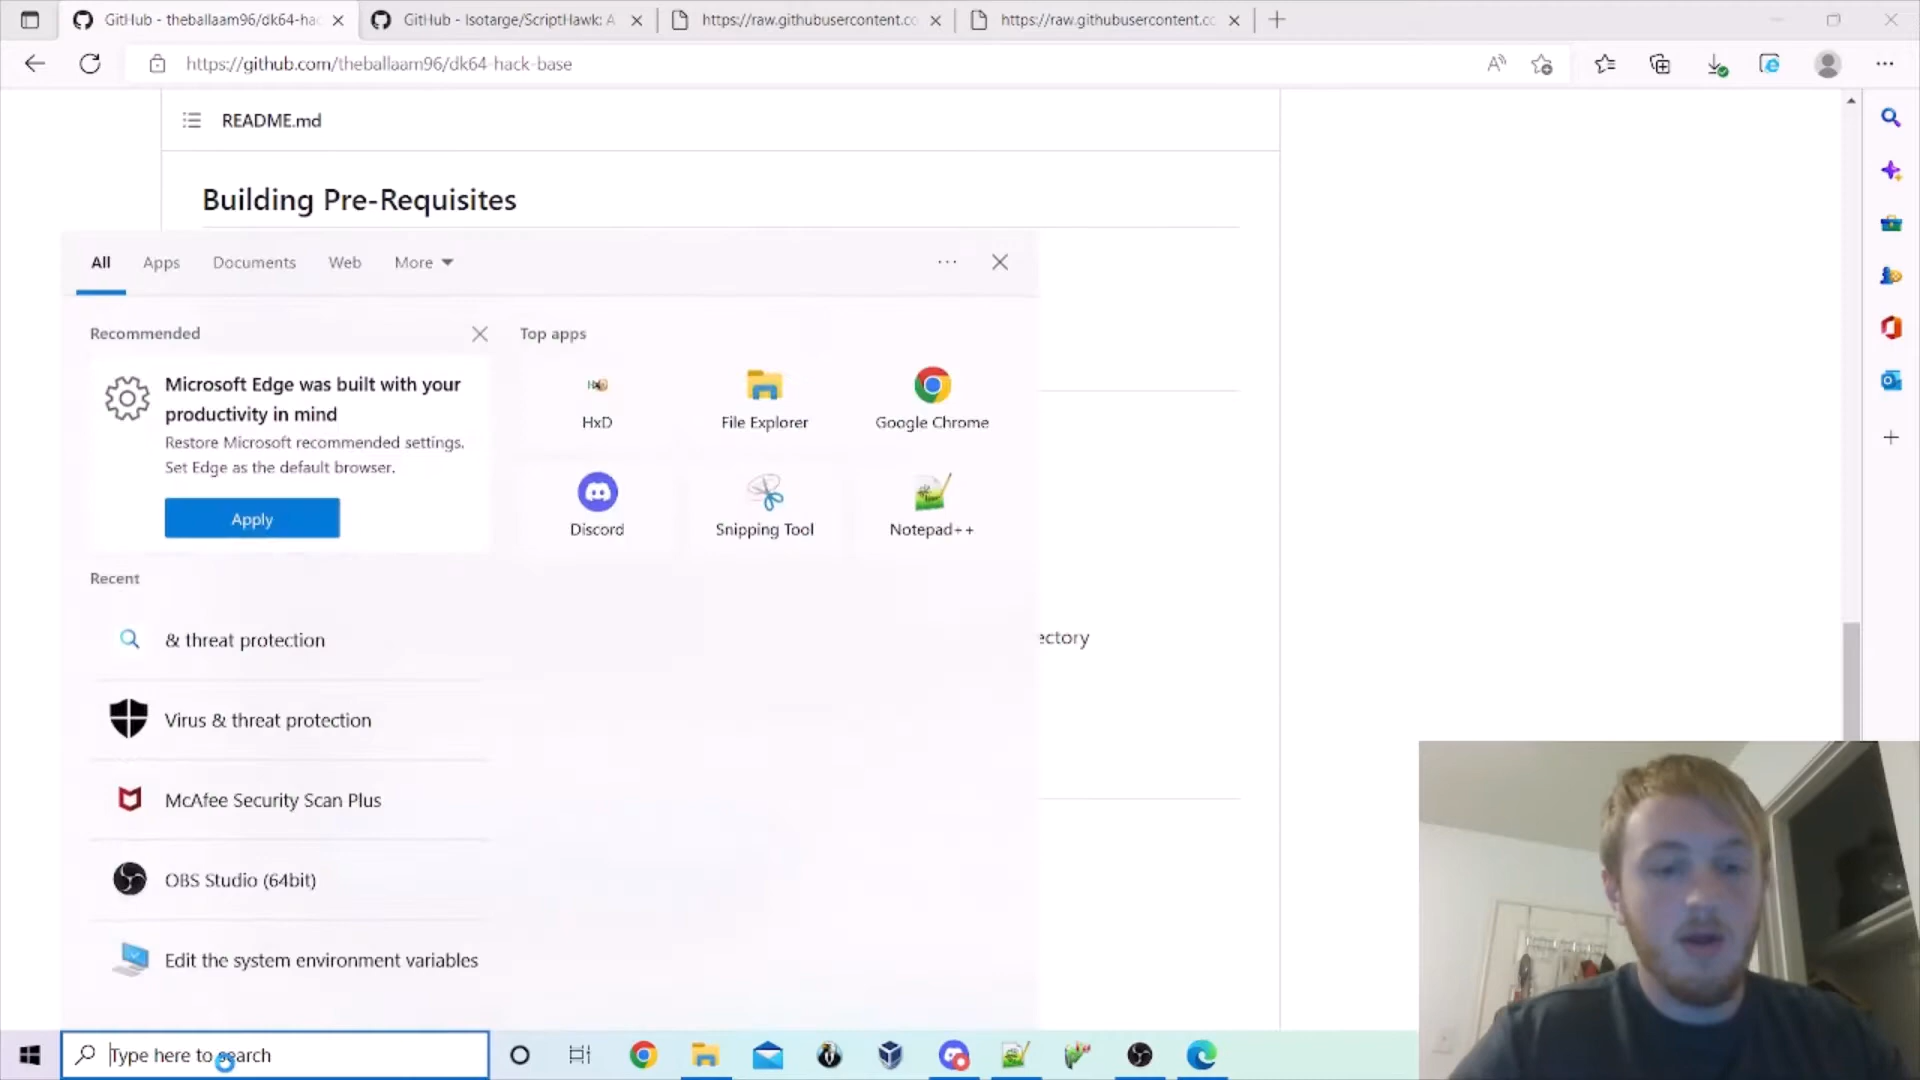 GitHub - theballaam96/dk64-hac
GitHub - Isotarge/ScriptHawk: A
https://raw.githubusercontent.co
https://raw.githubusercontent.co
https://github.com/theballaam96/dk64-hack-base
README.md
Building Pre-Requisites
All
Apps
Documents
Web
More
Recommended
Top apps
Microsoft Edge was built with your
productivity in mind
Restore Microsoft recommended settings.
Set Edge as the default browser.
Apply
HxD
File Explorer
Google Chrome
Discord
Snipping Tool
Notepad++
Recent
& threat protection
ectory
Virus & threat protection
McAfee Security Scan Plus
OBS Studio (64bit)
Edit the system environment variables
Type here to search